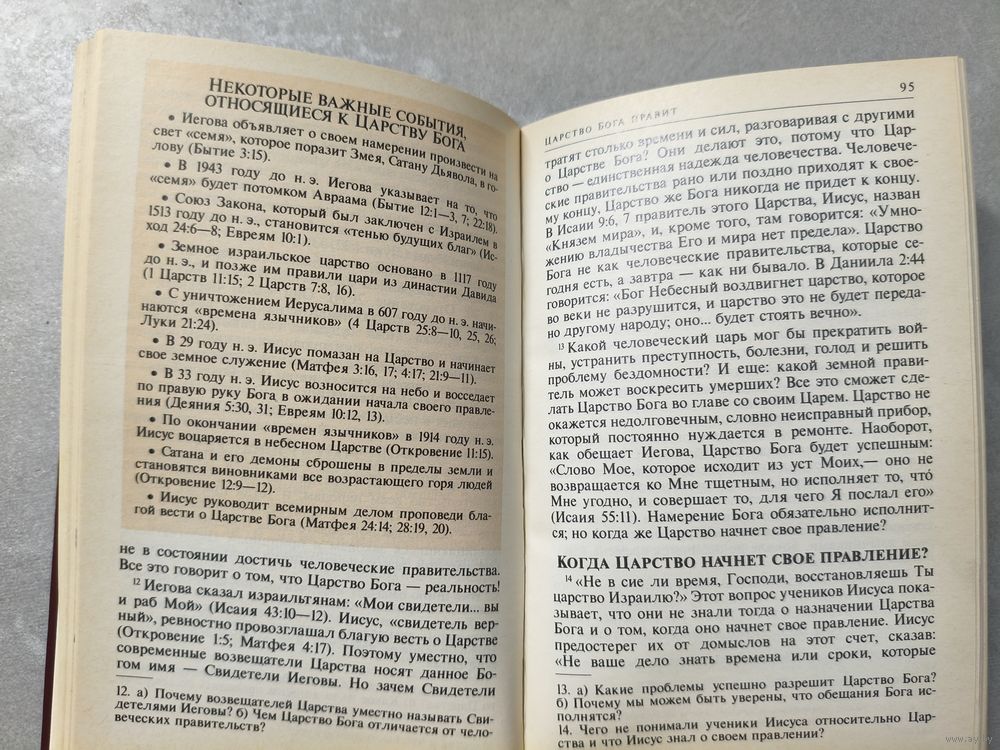 НЕКОТОРЫЕ ВАЖНЫЕ СОБЫТИЯ,
ОТНОСЯЩИЕСЯ К ЦАРСТВУ БОГА
• Иегова объявляет о своем намерении произвести на
свет «семя», которое поразит Змея, Сатану Дьявола, в го-
лову (Бытие 3:15).
• В 1943 году до н. э. Иегова указывает на то, что
«семя» будет потомком Авраама (Бытие 12:1—3, 7; 22:18).
• Союз Закона, который был заключен с Израилем в
1513 году до н. э., становится «тенью будущих благ» (Ис-
ход 24:6—8; Евреям 10:1).
• Земное израильское царство основано в 1117 году
до н. э., и позже им правили цари из династии Давида
(1 Царств 11:15; 2 Царств 7:8, 16).
• С уничтожением Иерусалима в 607 году до н. э. начи-
наются «времена язычников» (4 Царств 25:8—10, 25, 26;
Луки 21:24).
• В 29 году н. э. Иисус помазан на Царство и начинает
свое земное служение (Матфея 3:16, 17; 4:17; 21:9—11).
• В 33 году н. э. Иисус возносится на небо и восседает
по правую руку Бога в ожидании начала своего правле-
ния (Деяния 5:30, 31; Евреям 10:12, 13).
• По окончании «времен язычников» в 1914 году н. э.
Иисус воцаряется в небесном Царстве (Откровение 11:15).
• Сатана и его демоны сброшены в пределы земли и
становятся виновниками все возрастающего горя людей
(Откровение 12:9—12).
• Иисус руководит всемирным делом проповеди бла-
гой вести о Царстве Бога (Матфея 24:14; 28:19, 20).
не в состоянии достичь человеческие правительства.
Все это говорит о том, что Царство Бога — реальность!
12 Иегова сказал израильтянам: «Мои свидетели... вы
и раб Мой» (Исаия 43:10—12). Иисус, «свидетель вер-
ный», ревностно возглашал благую весть о Царстве
(Откровение 1:5; Матфея 4:17). Поэтому уместно, что
современные возвещатели Царства носят данное Бо-
гом имя — Свидетели Иеговы. Но зачем Свидетели
12. а) Почему возвещателей Царства уместно называть Сви-
детелями Иеговы? б) Чем Царство Бога отличается от чело-
веческих правительств?
ЦАРСТВО БОГА ПРАВИТ
95
тратят столько времени и сил, разговаривая с другими
о Царстве Бога? Они делают это, потому что Цар-
ство — единственная надежда человечества. Человече-
ские правительства рано или поздно приходят к свое-
му концу, Царство же Бога никогда не придет к концу.
В Исаии 9:6, 7 правитель этого Царства, Иисус, назван
«Князем мира», и, кроме того, там говорится: «Умно-
жению владычества Его и мира нет предела». Царство
Бога не как человеческие правительства, которые се-
годня есть, а завтра — как ни бывало. В Даниила 2:44
говорится: «Бог Небесный воздвигнет царство, которое
во веки не разрушится, и царство это не будет переда-
но другому народу; оно... будет стоять вечно».
13 Какой человеческий царь мог бы прекратить вой-
ны, устранить преступность, болезни, голод и решить
проблему бездомности? И еще: какой земной прави-
тель может воскресить умерших? Все это сможет сде-
лать Царство Бога во главе со своим Царем. Царство не
окажется недолговечным, словно неисправный прибор,
который постоянно нуждается в ремонте. Наоборот,
как обещает Иегова, Царство Бога будет успешным:
«Слово Мое, которое исходит из уст Моих,— оно не
возвращается ко Мне тщетным, но исполняет то, что́
Мне угодно, и совершает то, для чего Я послал его»
(Исаия 55:11). Намерение Бога обязательно исполнит-
ся; но когда же Царство начнет свое правление?
КОГДА ЦАРСТВО НАЧНЕТ СВОЕ ПРАВЛЕНИЕ?
14 «Не в сие ли время, Господи, восстановляешь Ты
царство Израилю?» Этот вопрос учеников Иисуса пока-
зывает, что они не знали тогда о назначении Царства
Бога и о том, когда оно начнет свое правление. Иисус
предостерег их от домыслов на этот счет, сказав:
«Не ваше дело знать времена или сроки, которые
13. а) Какие проблемы успешно разрешит Царство Бога?
б) Почему мы можем быть уверены, что обещания Бога ис-
полнятся?
14. Чего не понимали ученики Иисуса относительно Цар-
ства и что Иисус знал о своем правлении?
www.ay.by